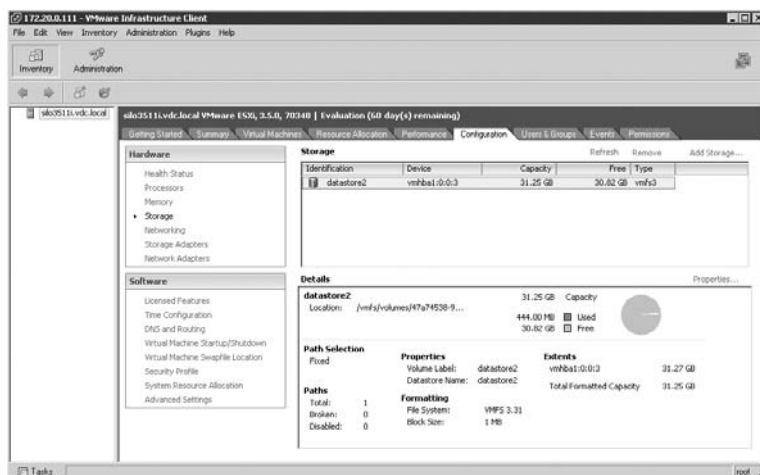 172.20.0.111 - VMware Infrastructure Client
File Edit View Inventory Administration Plugins Help
Inventory Administration
silo3511i.vdc.local
silo3511i.vdc.local VMware ESXi, 3.5.0, 70348 | Evaluation (60 day(s) remaining)
Getting Started Summary Virtual Machines Resource Allocation Performance Configuration Users & Groups Events Permissions
Hardware
Health Status
Processors
Memory
Storage
Networking
Storage Adapters
Network Adapters
Software
Licensed Features
Time Configuration
DNS and Routing
Virtual Machine Startup/Shutdown
Virtual Machine Swapfile Location
Security Profile
System Resource Allocation
Advanced Settings
Storage Refresh Remove Add Storage...
Identification Device Capacity Free Type
datastore2 vmhba1:0:0:3 31.25 GB 30.82 GB vmfs3
Details Properties...
datastore2 31.25 GB Capacity
Location: /vmfs/volumes/47a74538-9...
444.00 MB Used
30.82 GB Free
Path Selection
Fixed
Paths
Total: 1
Broken: 0
Disabled: 0
Properties
Volume Label: datastore2
Datastore Name: datastore2
Formatting
File System: VMFS 3.31
Block Size: 1 MB
Extents
vmhba1:0:0:3 31.27 GB
Total Formatted Capacity 31.25 GB
Tasks root